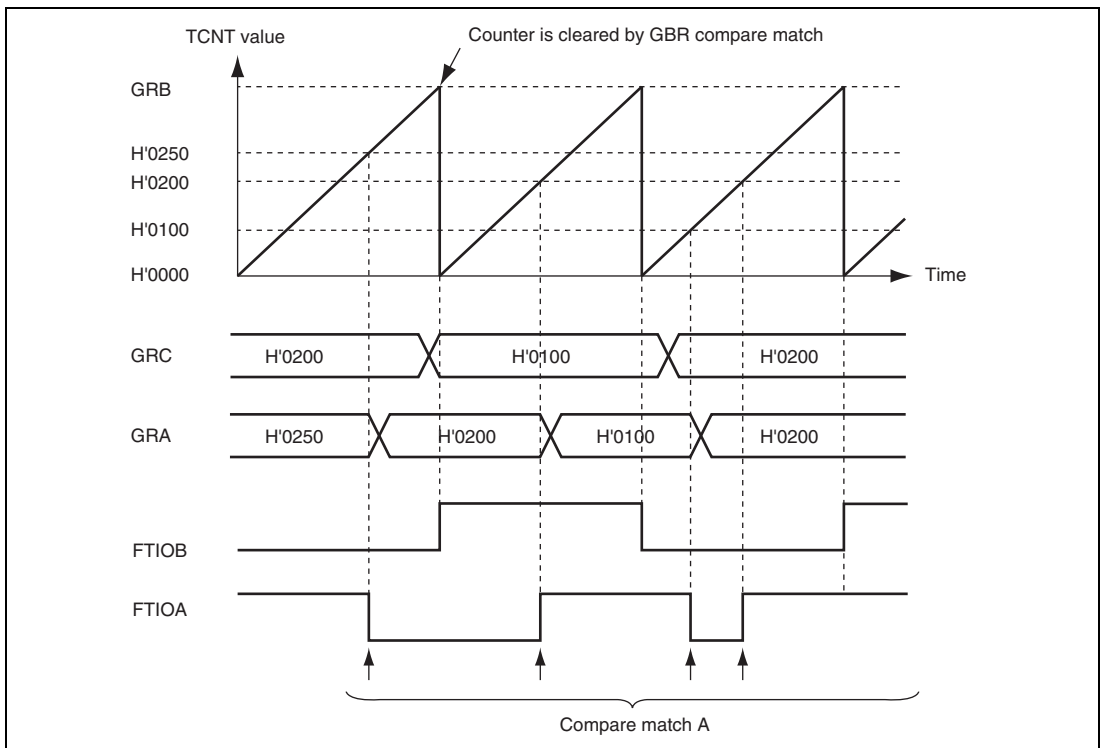 TCNT value
Counter is cleared by GBR compare match
GRB
H'0250
H'0200
H'0100
H'0000
Time
GRC
H'0200
H'0100
H'0200
GRA
H'0250
H'0200
H'0100
H'0200
FTIOB
FTIOA
Compare match A